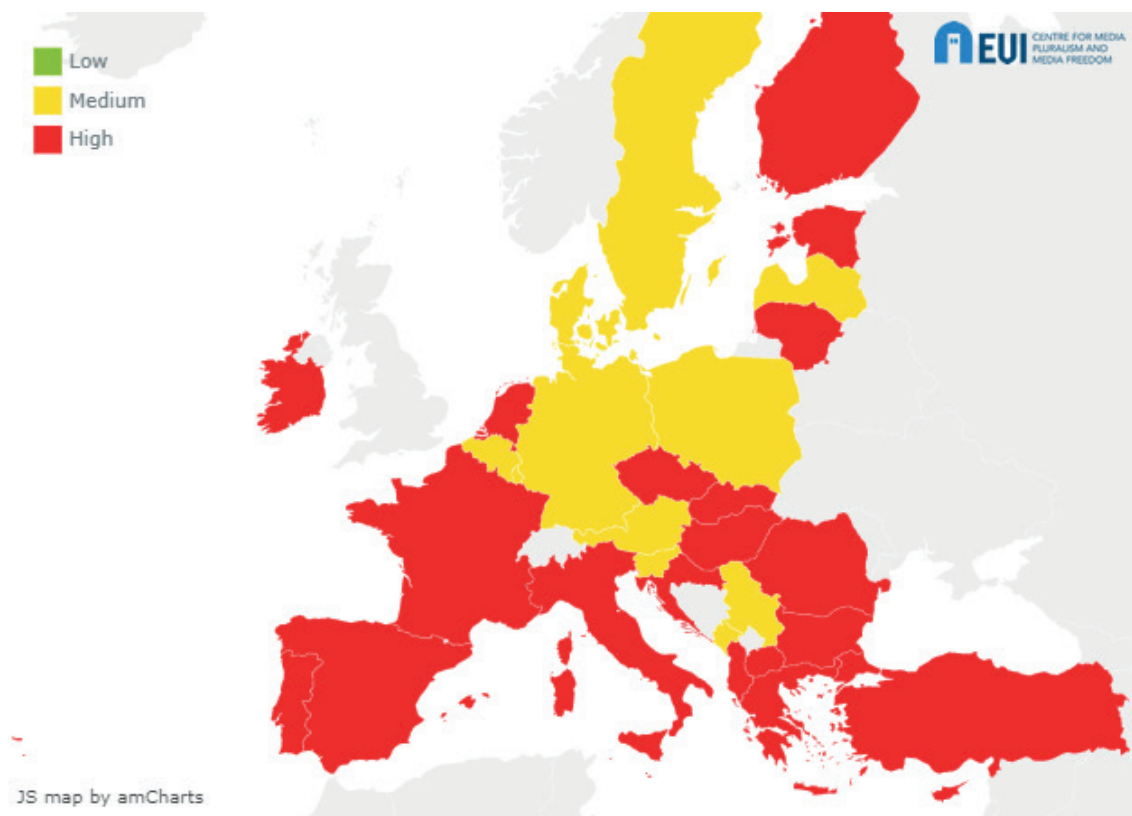 Low
Medium
High
EUI
CENTRE FOR MEDIA
PLURALISM AND
MEDIA FREEDOM
JS map by amCharts